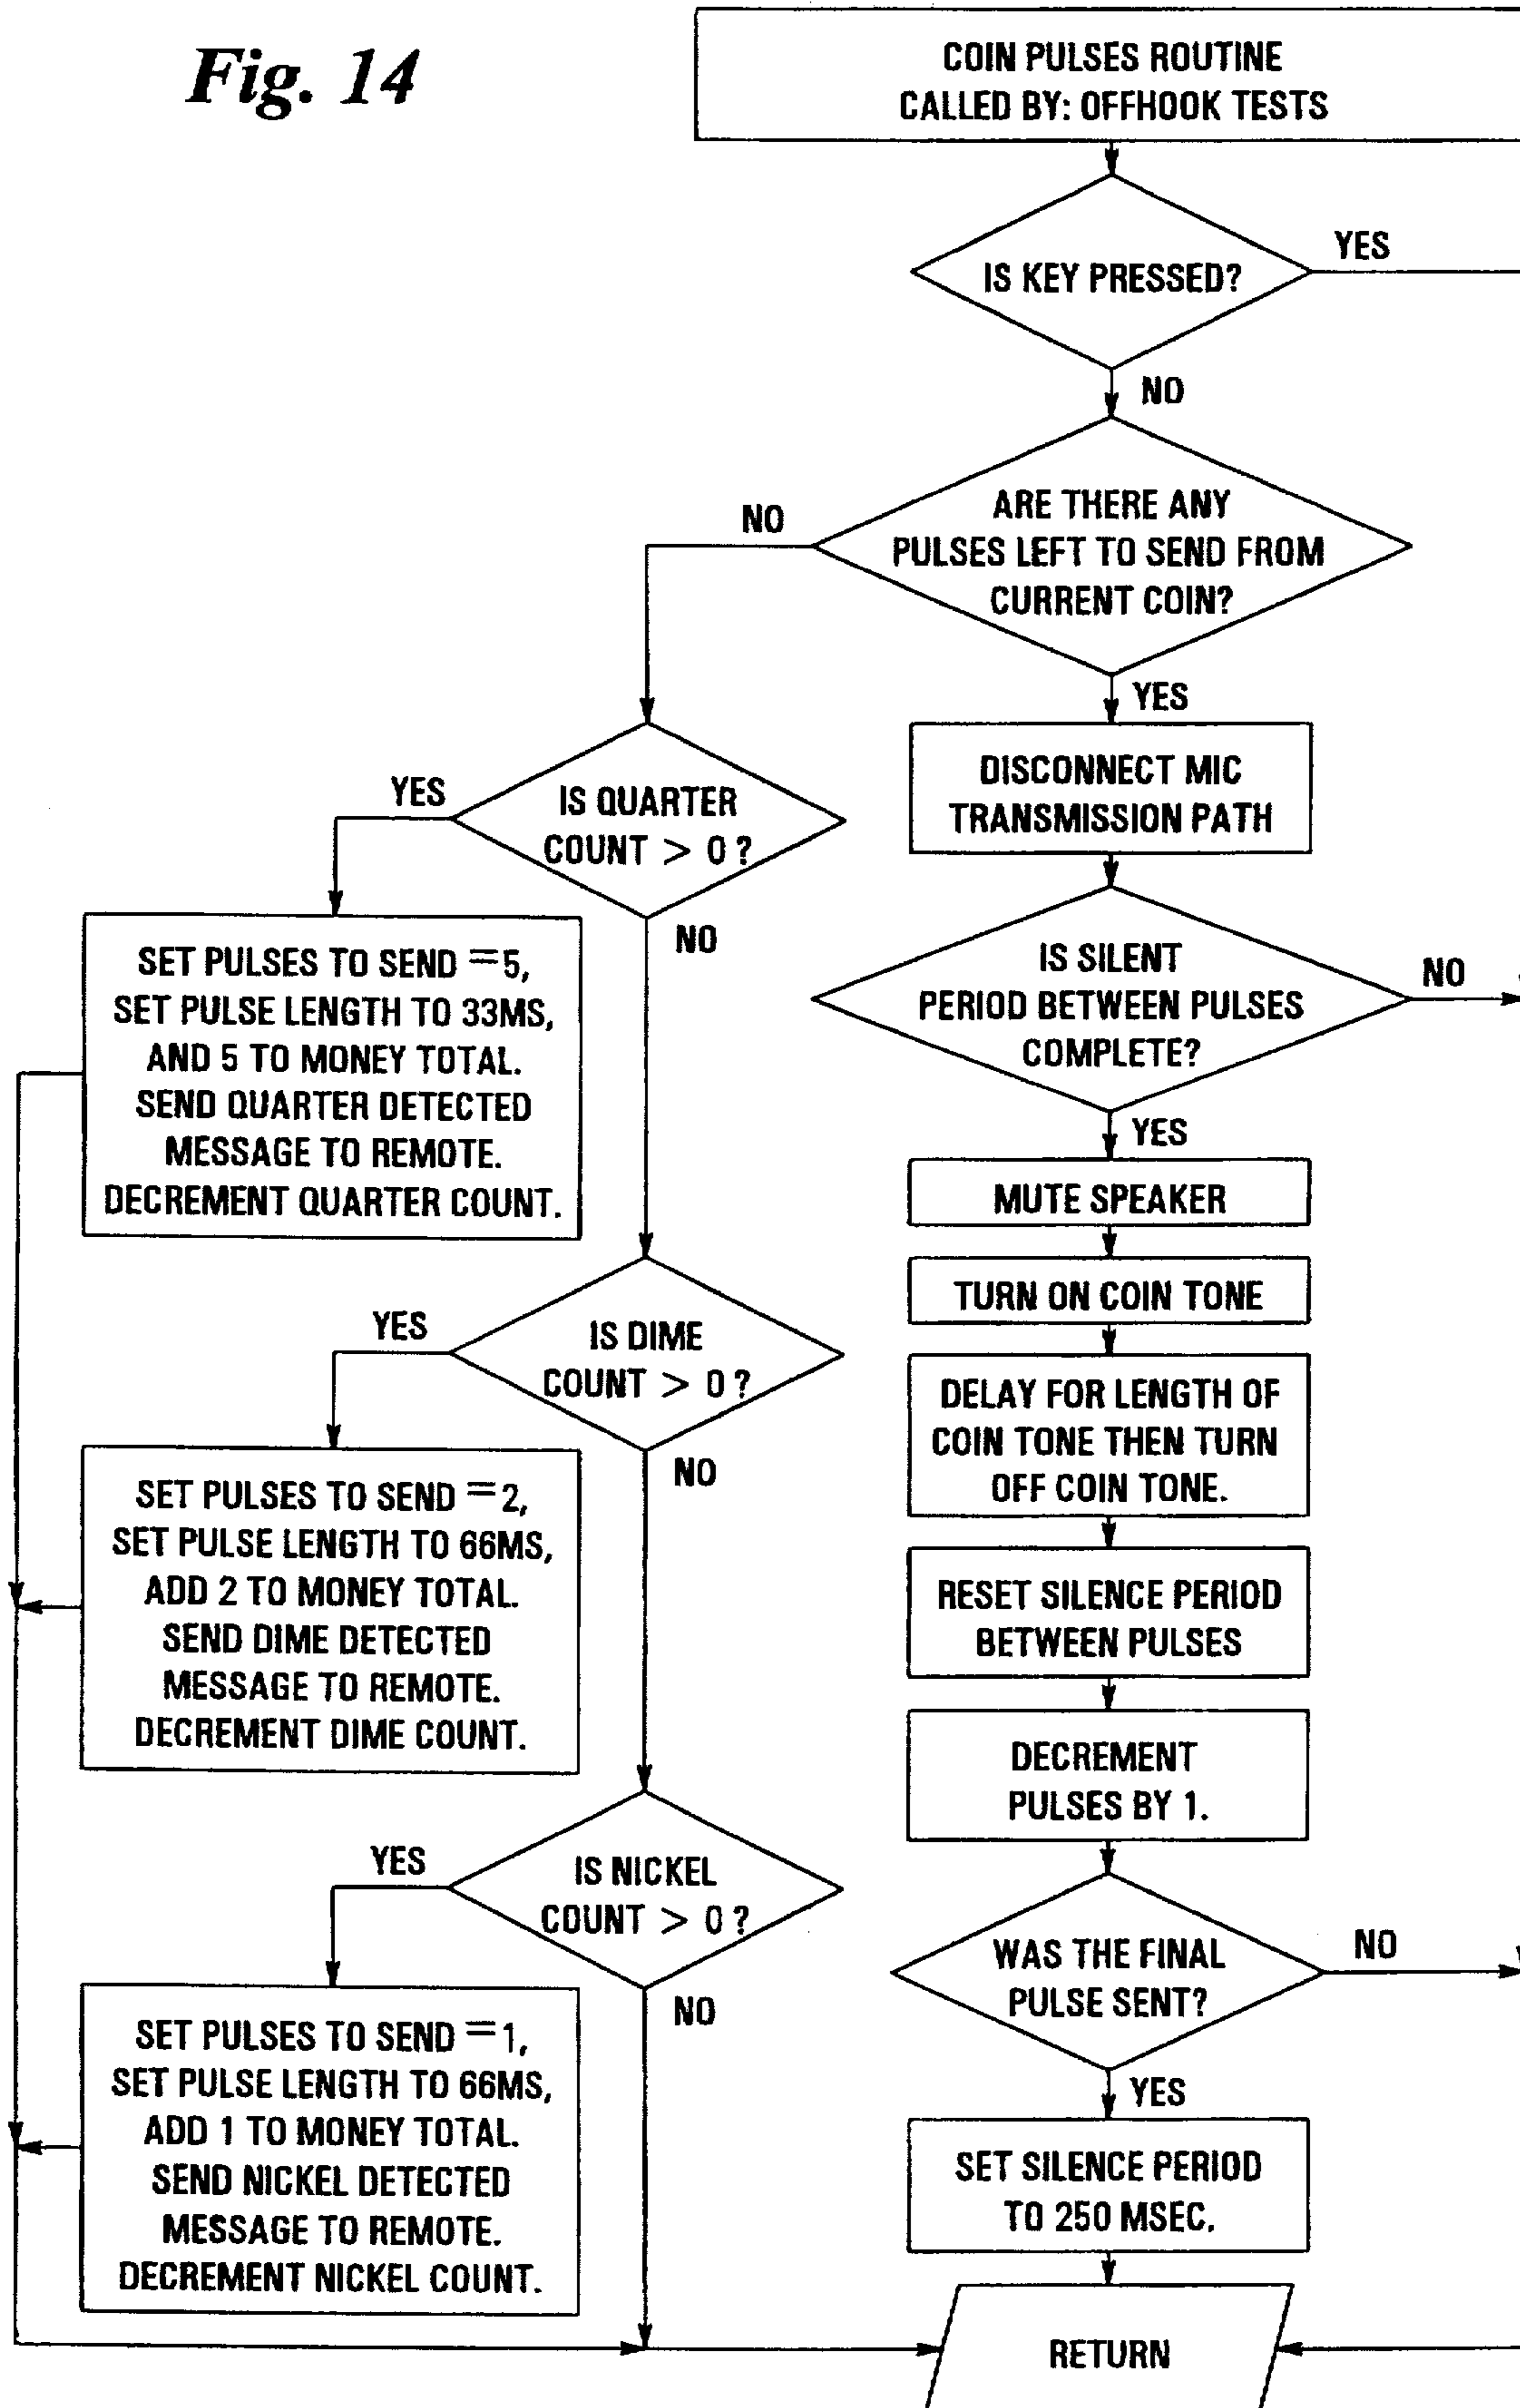 Fig. 14
COIN PULSES ROUTINE
CALLED BY: OFFHOOK TESTS
IS KEY PRESSED?
YES
NO
ARE THERE ANY
PULSES LEFT TO SEND FROM
CURRENT COIN?
NO
YES
DISCONNECT MIC
TRANSMISSION PATH
IS QUARTER
COUNT > 0 ?
YES
NO
SET PULSES TO SEND =5,
SET PULSE LENGTH TO 33MS,
AND 5 TO MONEY TOTAL.
SEND QUARTER DETECTED
MESSAGE TO REMOTE.
DECREMENT QUARTER COUNT.
IS SILENT
PERIOD BETWEEN PULSES
COMPLETE?
NO
YES
MUTE SPEAKER
TURN ON COIN TONE
IS DIME
COUNT > 0 ?
YES
NO
SET PULSES TO SEND =2,
SET PULSE LENGTH TO 66MS,
ADD 2 TO MONEY TOTAL.
SEND DIME DETECTED
MESSAGE TO REMOTE.
DECREMENT DIME COUNT.
DELAY FOR LENGTH OF
COIN TONE THEN TURN
OFF COIN TONE.
RESET SILENCE PERIOD
BETWEEN PULSES
DECREMENT
PULSES BY 1.
IS NICKEL
COUNT > 0 ?
YES
NO
SET PULSES TO SEND =1,
SET PULSE LENGTH TO 66MS,
ADD 1 TO MONEY TOTAL.
SEND NICKEL DETECTED
MESSAGE TO REMOTE.
DECREMENT NICKEL COUNT.
WAS THE FINAL
PULSE SENT?
NO
YES
SET SILENCE PERIOD
TO 250 MSEC.
RETURN